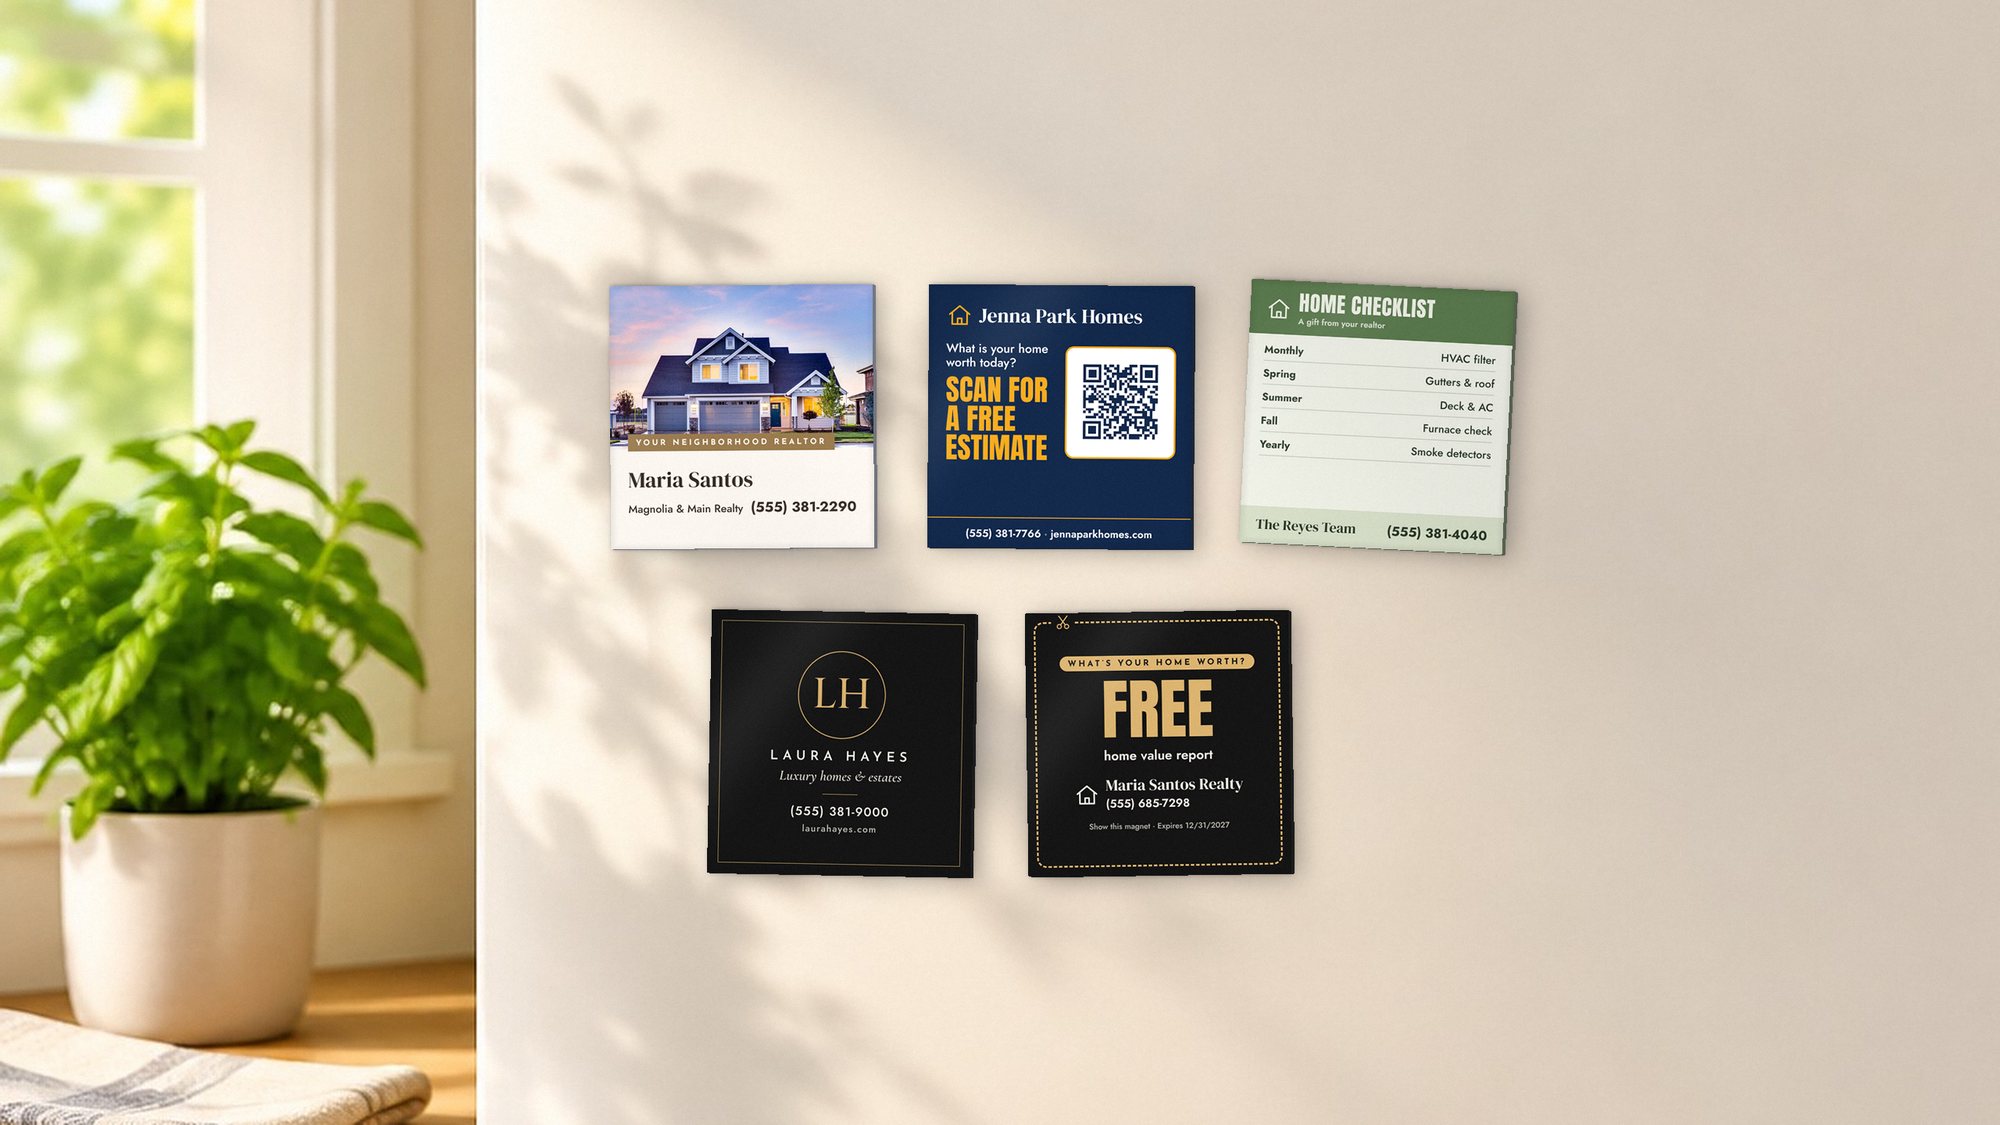 YOUR NEIGHBORHOOD REALTOR
Maria Santos
Magnolia & Main Realty (555) 381-2290
Jenna Park Homes
What is your home
worth today?
SCAN FOR
A FREE
ESTIMATE
(555) 381-7766 · jennaparkhomes.com
HOME CHECKLIST
A gift from your realtor
Monthly HVAC filter
Spring Gutters & roof
Summer Deck & AC
Fall Furnace check
Yearly Smoke detectors
The Reyes Team (555) 381-4040
LH
LAURA HAYES
Luxury homes & estates
(555) 381-9000
laurahayes.com
WHAT'S YOUR HOME WORTH?
FREE
home value report
Maria Santos Realty
(555) 685-7298
Show this magnet · Expires 12/31/2027